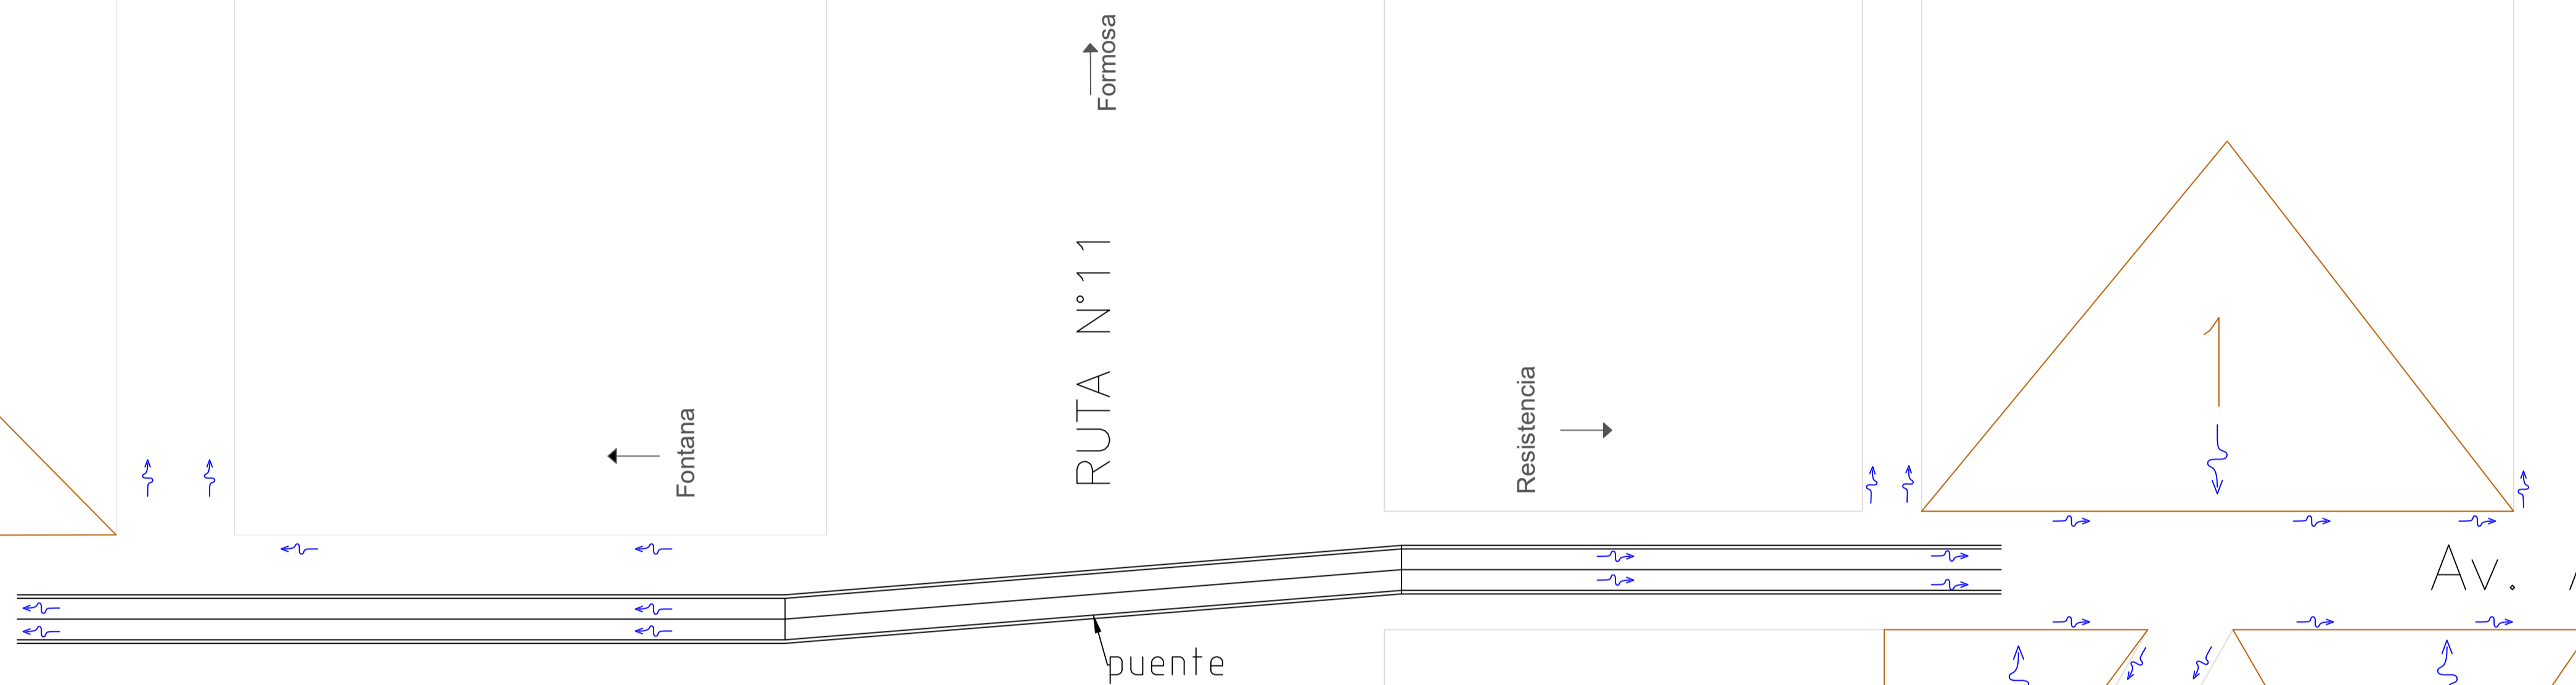 Formosa
RUTA N°11
Fontana
Resistencia
1
Av.
puente